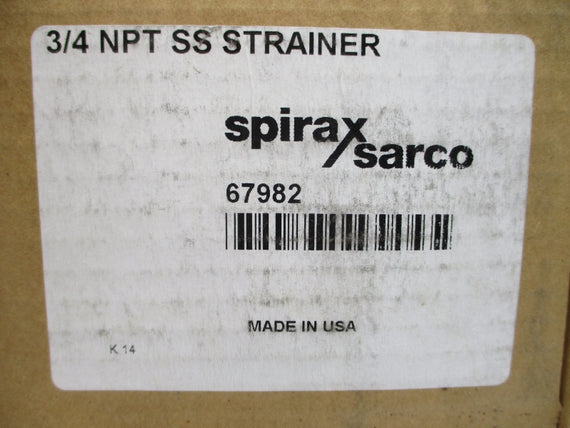 3/4 NPT SS STRAINER
spirax
sarco
67982
MADE IN USA
K 14